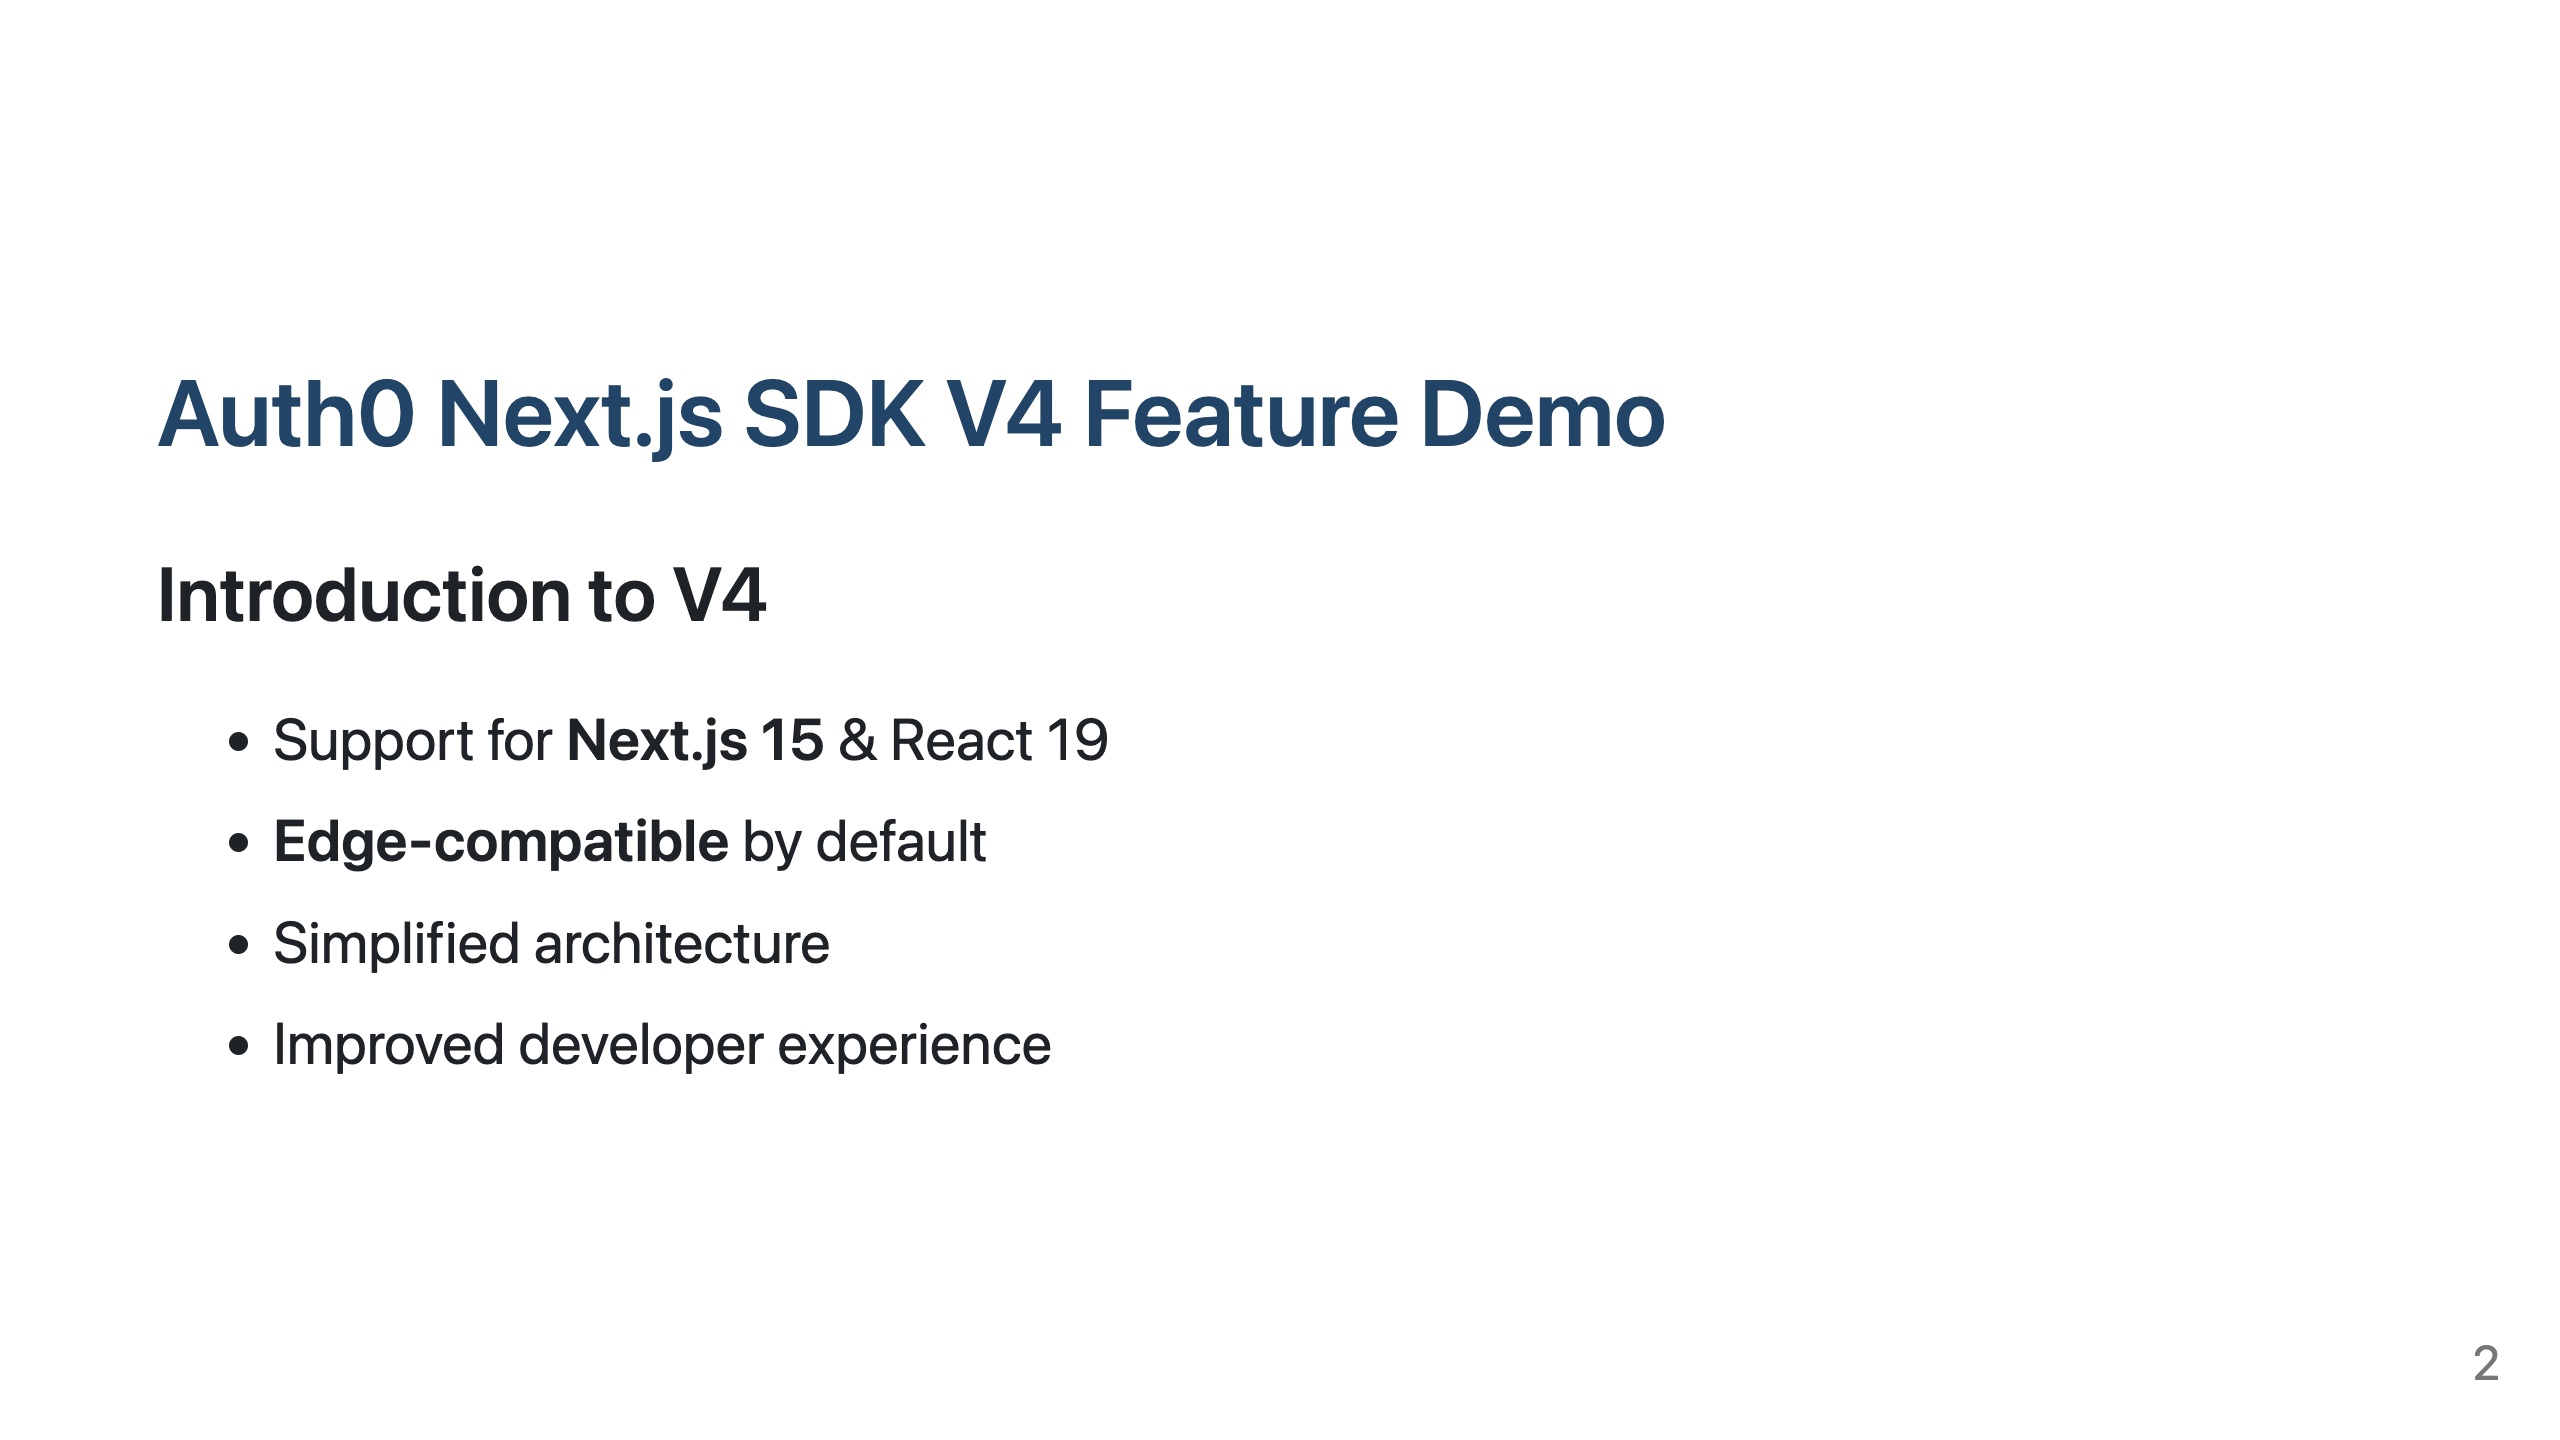 Auth0 Next.js SDK V4 Feature Demo
Introduction to V4
• Support for Next.js 15 & React 19
• Edge-compatible by default
• Simplified architecture
• Improved developer experience
2